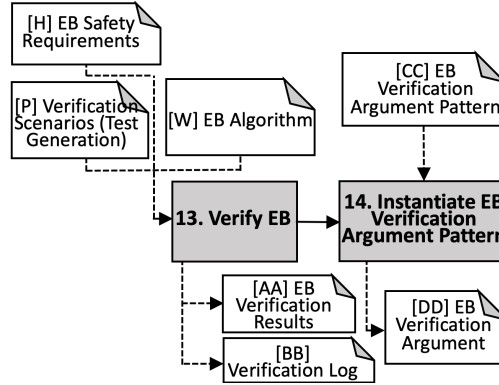 [H] EB Safety
Requirements
[P] Verification
Scenarios (Test
Generation)
[W] EB Algorithm
[CC] EB
Verification
Argument Pattern
13. Verify EB
14. Instantiate EB
Verification
Argument Pattern
[AA] EB
Verification
Results
[BB]
Verification Log
[DD] EB
Verification
Argument